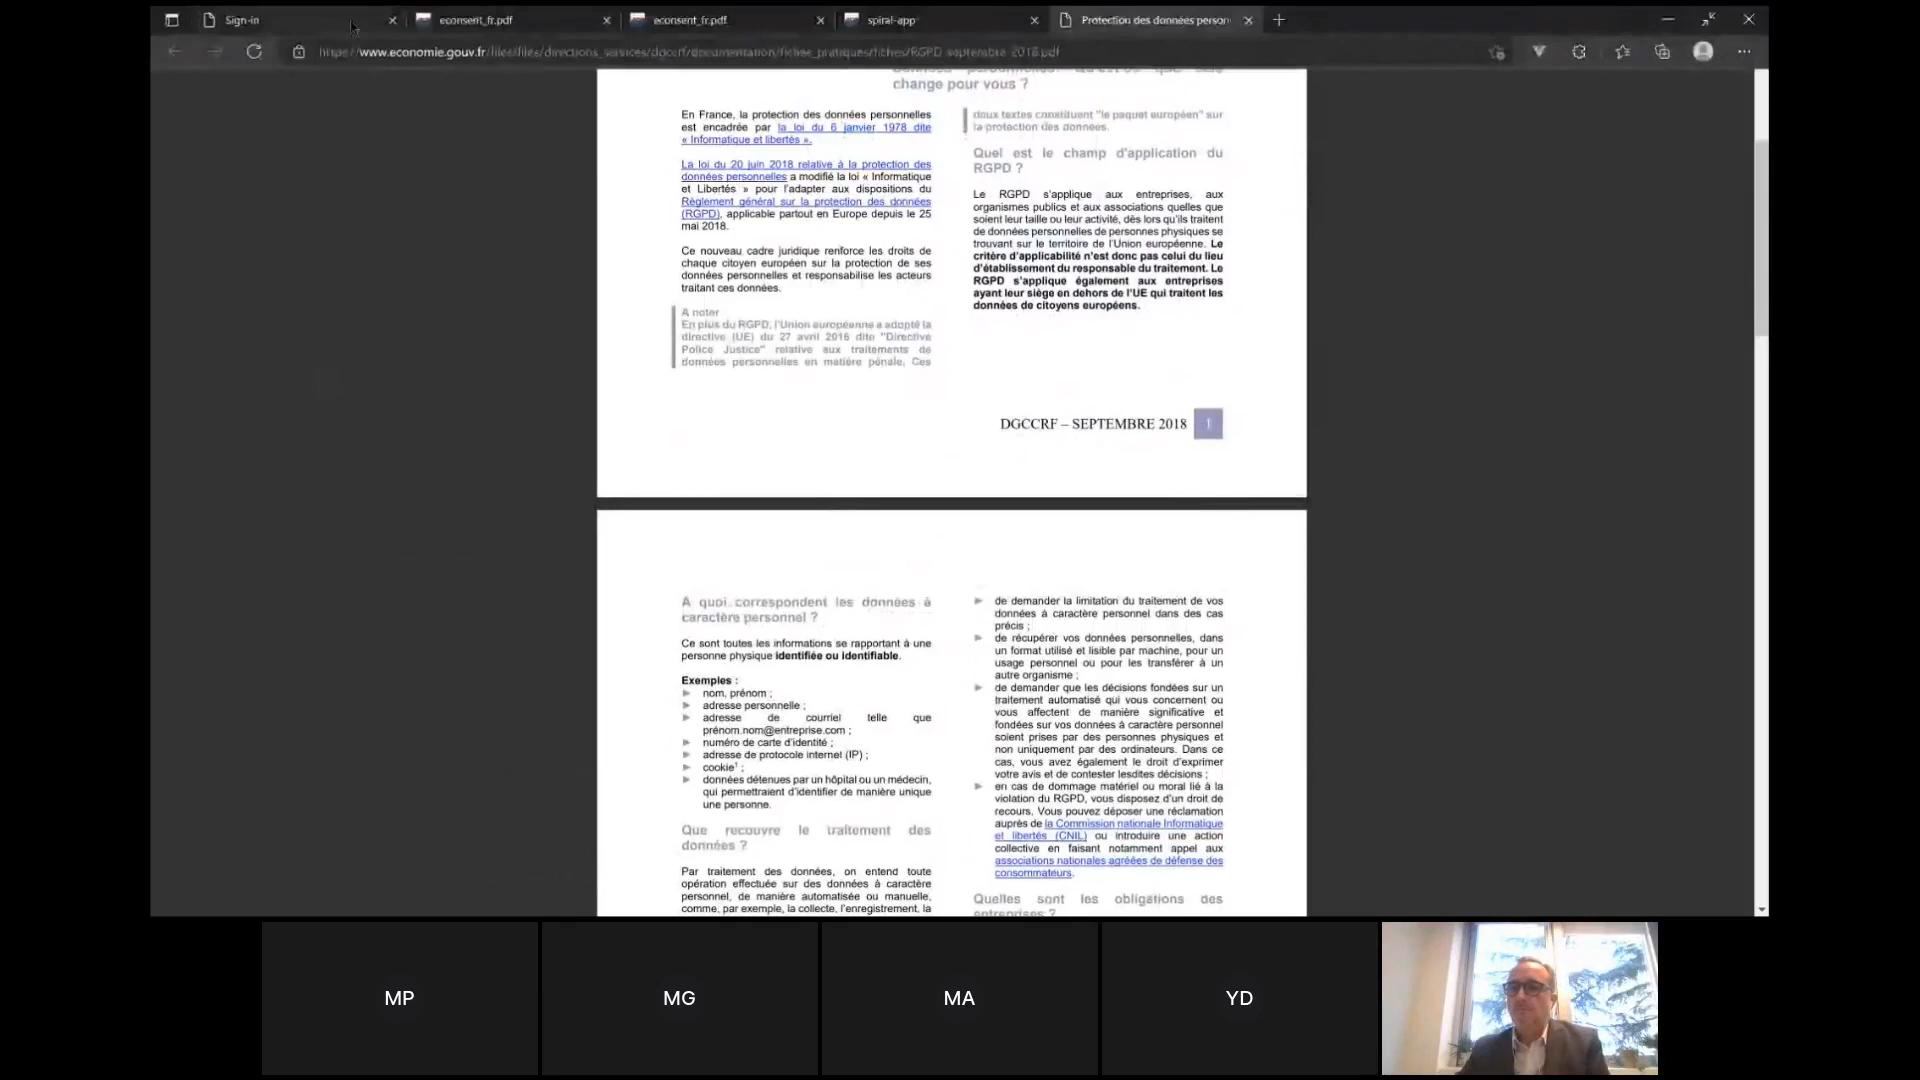 Sign-in
econsent_fr.pdf
econsent_fr.pdf
spiral-app
Protection des données person
https://www.economie.gouv.fr/files/files/directions_services/dgccrf/documentation/fiches_pratiques/fiches/RGPD_septembre_2018.pdf
change pour vous ?
En France, la protection des données personnelles
est encadrée par la loi du 6 janvier 1978 dite
« Informatique et libertés ».
La loi du 20 juin 2018 relative à la protection des
données personnelles a modifié la loi « Informatique
et Libertés » pour l'adapter aux dispositions du
Règlement général sur la protection des données
(RGPD), applicable partout en Europe depuis le 25
mai 2018.
Ce nouveau cadre juridique renforce les droits de
chaque citoyen européen sur la protection de ses
données personnelles et responsabilise les acteurs
traitant ces données.
A noter
En plus du RGPD, l'Union européenne a adopté la
directive (UE) du 27 avril 2016 dite "Directive
Police Justice" relative aux traitements de
données personnelles en matière pénale. Ces
deux textes constituent "le paquet européen" sur
la protection des données.
Quel est le champ d'application du
RGPD ?
Le RGPD s'applique aux entreprises, aux
organismes publics et aux associations quelles que
soient leur taille ou leur activité, dès lors qu'ils traitent
de données personnelles de personnes physiques se
trouvant sur le territoire de l'Union européenne. Le
critère d'applicabilité n'est donc pas celui du lieu
d'établissement du responsable du traitement. Le
RGPD s'applique également aux entreprises
ayant leur siège en dehors de l'UE qui traitent les
données de citoyens européens.
DGCCRF – SEPTEMBRE 2018 1
A quoi correspondent les données à
caractère personnel ?
Ce sont toutes les informations se rapportant à une
personne physique identifiée ou identifiable.
Exemples :
nom, prénom ;
adresse personnelle ;
adresse de courriel telle que
prénom.nom@entreprise.com ;
numéro de carte d'identité ;
adresse de protocole internet (IP) ;
cookie1 ;
données détenues par un hôpital ou un médecin,
qui permettraient d'identifier de manière unique
une personne.
Que recouvre le traitement des
données ?
Par traitement des données, on entend toute
opération effectuée sur des données à caractère
personnel, de manière automatisée ou manuelle,
comme, par exemple, la collecte, l'enregistrement, la
de demander la limitation du traitement de vos
données à caractère personnel dans des cas
précis ;
de récupérer vos données personnelles, dans
un format utilisé et lisible par machine, pour un
usage personnel ou pour les transférer à un
autre organisme ;
de demander que les décisions fondées sur un
traitement automatisé qui vous concernent ou
vous affectent de manière significative et
fondées sur vos données à caractère personnel
soient prises par des personnes physiques et
non uniquement par des ordinateurs. Dans ce
cas, vous avez également le droit d'exprimer
votre avis et de contester lesdites décisions ;
en cas de dommage matériel ou moral lié à la
violation du RGPD, vous disposez d'un droit de
recours. Vous pouvez déposer une réclamation
auprès de la Commission nationale Informatique
et libertés (CNIL) ou introduire une action
collective en faisant notamment appel aux
associations nationales agréées de défense des
consommateurs.
Quelles sont les obligations des
entreprises ?
MP
MG
MA
YD